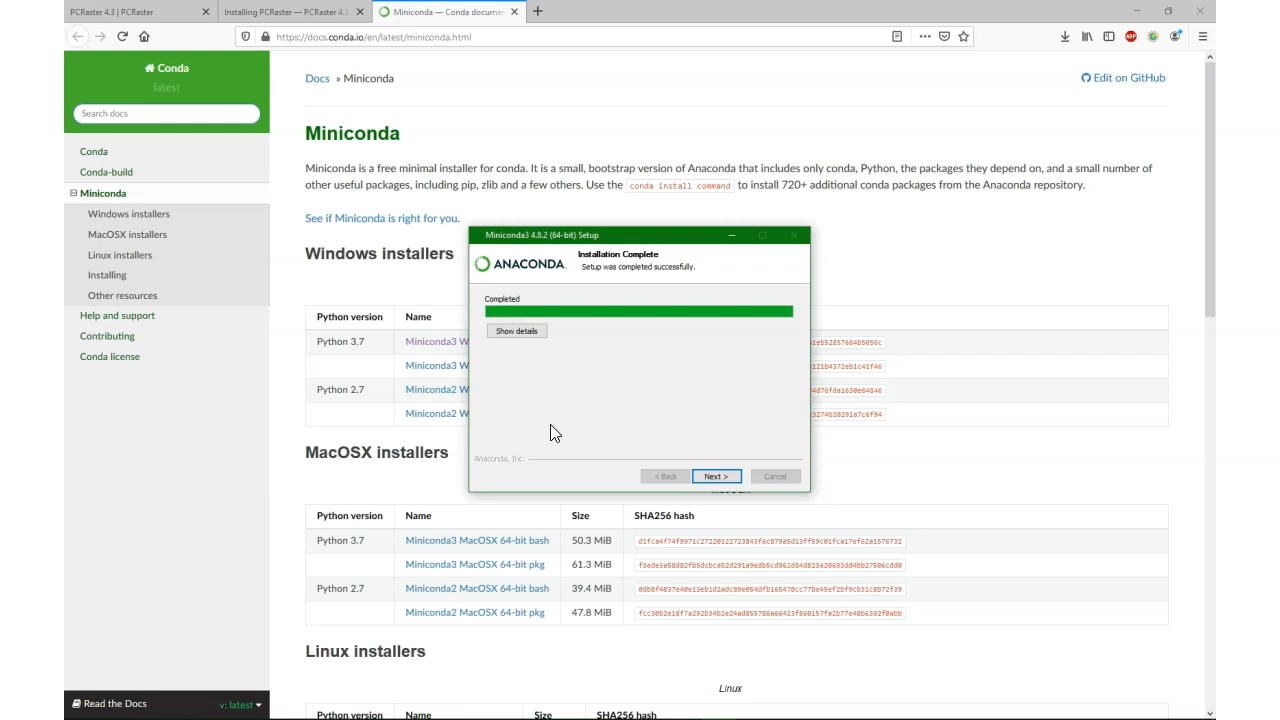 PCRaster 4.3 | PCRaster
Installing PCRaster — PCRaster 4.3
Miniconda — Conda documen
https://docs.conda.io/en/latest/miniconda.html
Conda
latest
Search docs
Conda
Conda-build
Miniconda
Windows installers
MacOSX installers
Linux installers
Installing
Other resources
Help and support
Contributing
Conda license
Read the Docs
v: latest
Docs » Miniconda
Edit on GitHub
Miniconda
Miniconda is a free minimal installer for conda. It is a small, bootstrap version of Anaconda that includes only conda, Python, the packages they depend on, and a small number of
other useful packages, including pip, zlib and a few others. Use the conda install command to install 720+ additional conda packages from the Anaconda repository.
See if Miniconda is right for you.
Windows installers
Python version Name
Python 3.7 Miniconda3 W
Miniconda3 W
Python 2.7 Miniconda2 W
Miniconda2 W
Miniconda3 4.8.2 (64-bit) Setup
ANACONDA.
Installation Complete
Setup was completed successfully.
Completed
Show details
Anaconda, Inc.
< Back
Next >
Cancel
MacOSX installers
Python version Name Size SHA256 hash
Python 3.7 Miniconda3 MacOSX 64-bit bash 50.3 MiB
Miniconda3 MacOSX 64-bit pkg 61.3 MiB
Python 2.7 Miniconda2 MacOSX 64-bit bash 39.4 MiB
Miniconda2 MacOSX 64-bit pkg 47.8 MiB
Linux installers
Linux
Python version Name Size SHA256 hash